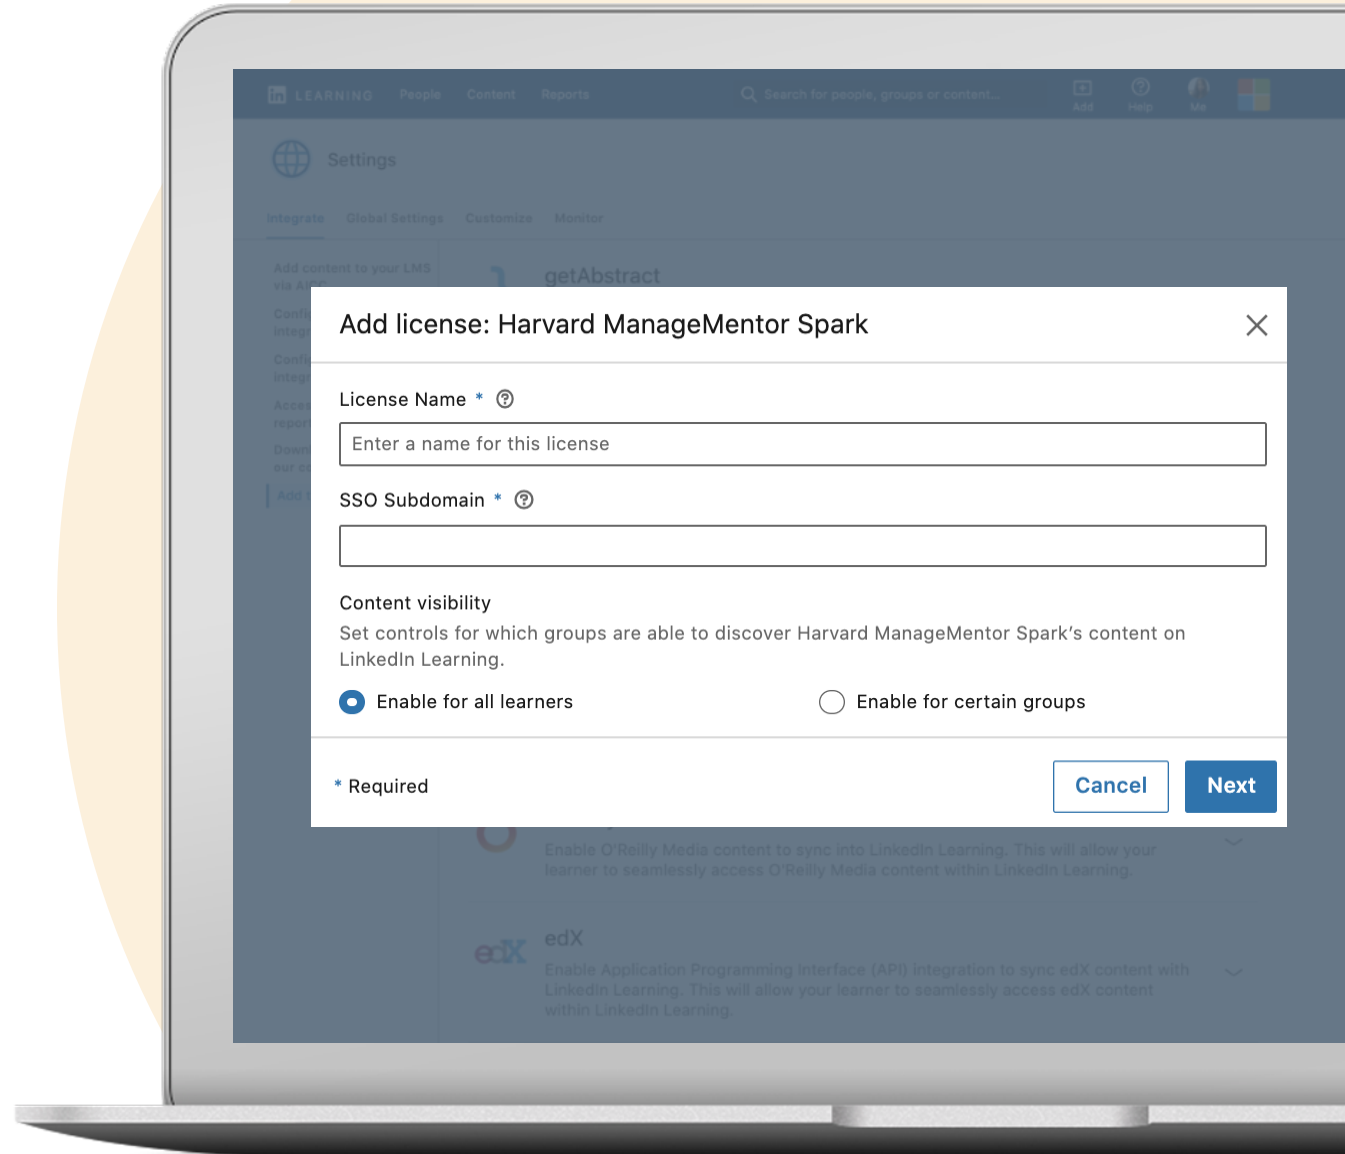 in LEARNING People Content Reports Search for people, groups or content... Add Help Me
Settings
Integrate Global Settings Customize Monitor
Add content to your LMS
via
getAbstract
Add license: Harvard ManageMentor Spark
License Name *
Enter a name for this license
SSO Subdomain *
Content visibility
Set controls for which groups are able to discover Harvard ManageMentor Spark’s content on
LinkedIn Learning.
Enable for all learners Enable for certain groups
* Required Cancel Next
Enable O'Reilly Media content to sync into LinkedIn Learning. This will allow your
learner to seamlessly access O'Reilly Media content within LinkedIn Learning.
edX edX
Enable Application Programming Interface (API) integration to sync edX content with
LinkedIn Learning. This will allow your learner to seamlessly access edX content
within LinkedIn Learning.